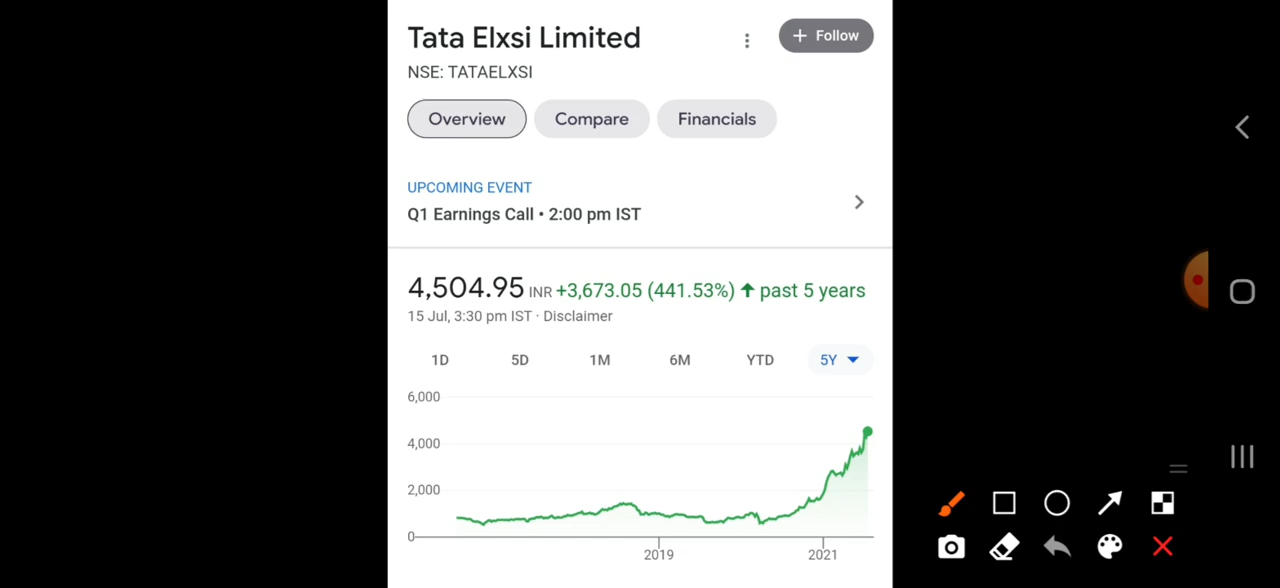 Tata Elxsi Limited
+ Follow
NSE: TATAELXSI
Overview Compare Financials
UPCOMING EVENT
Q1 Earnings Call • 2:00 pm IST
4,504.95 INR +3,673.05 (441.53%) ↑ past 5 years
15 Jul, 3:30 pm IST · Disclaimer
1D 5D 1M 6M YTD 5Y
6,000
4,000
2,000
0
2019 2021